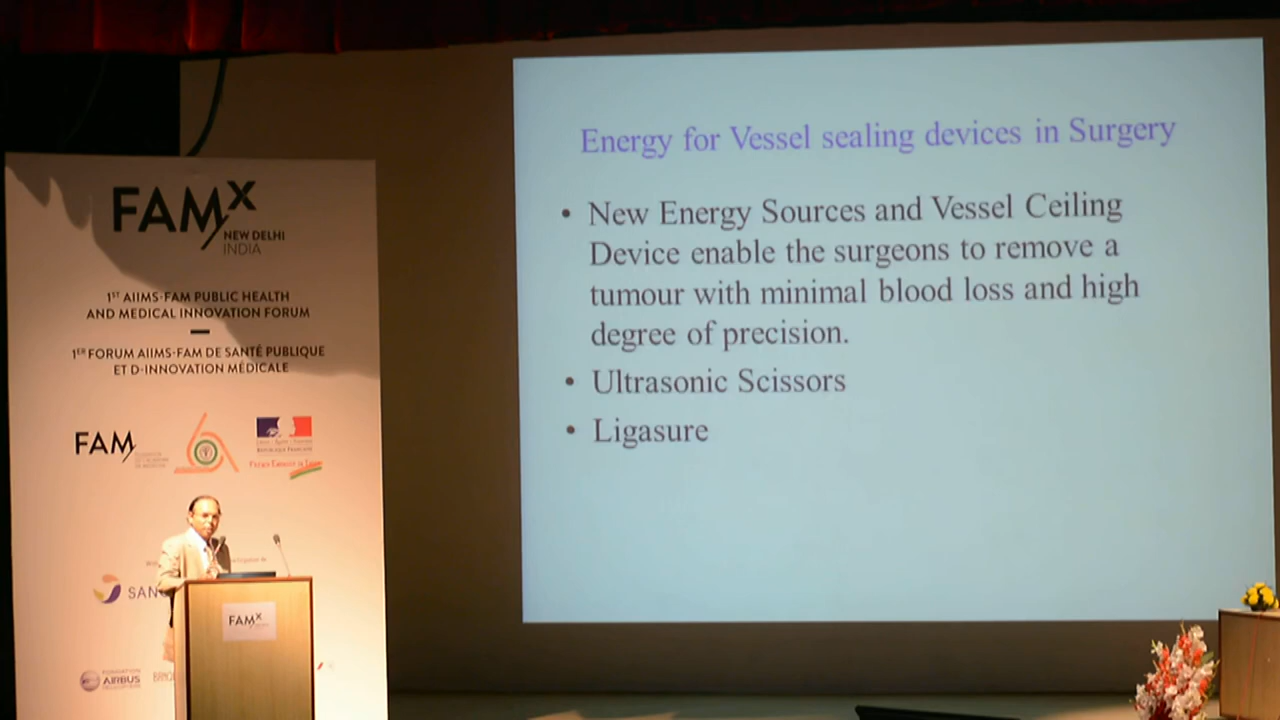 FAMX
NEW DELHI
INDIA
1ST AIIMS-FAM PUBLIC HEALTH
AND MEDICAL INNOVATION FORUM
1ER FORUM AIIMS-FAM DE SANTÉ PUBLIQUE
ET D-INNOVATION MÉDICALE
FAM
SAN
FONDATION
AIRBUS
FAMX
Energy for Vessel sealing devices in Surgery
• New Energy Sources and Vessel Ceiling
Device enable the surgeons to remove a
tumour with minimal blood loss and high
degree of precision.
• Ultrasonic Scissors
• Ligasure